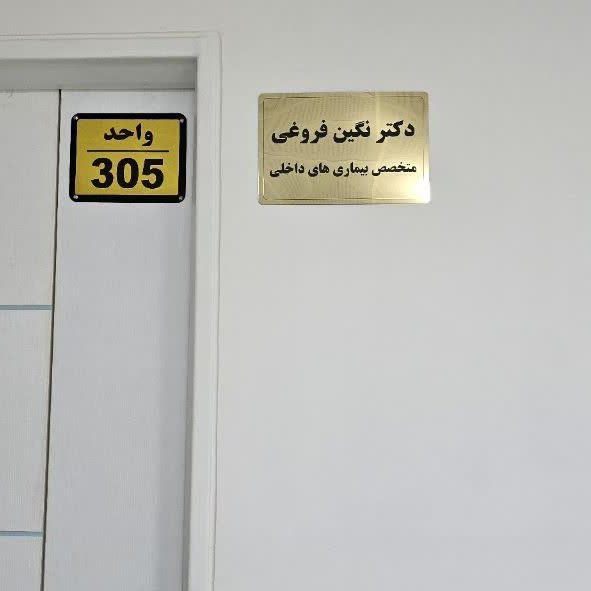 واحد
305
دکتر نگین فروغی
متخصص بیماری های داخلی